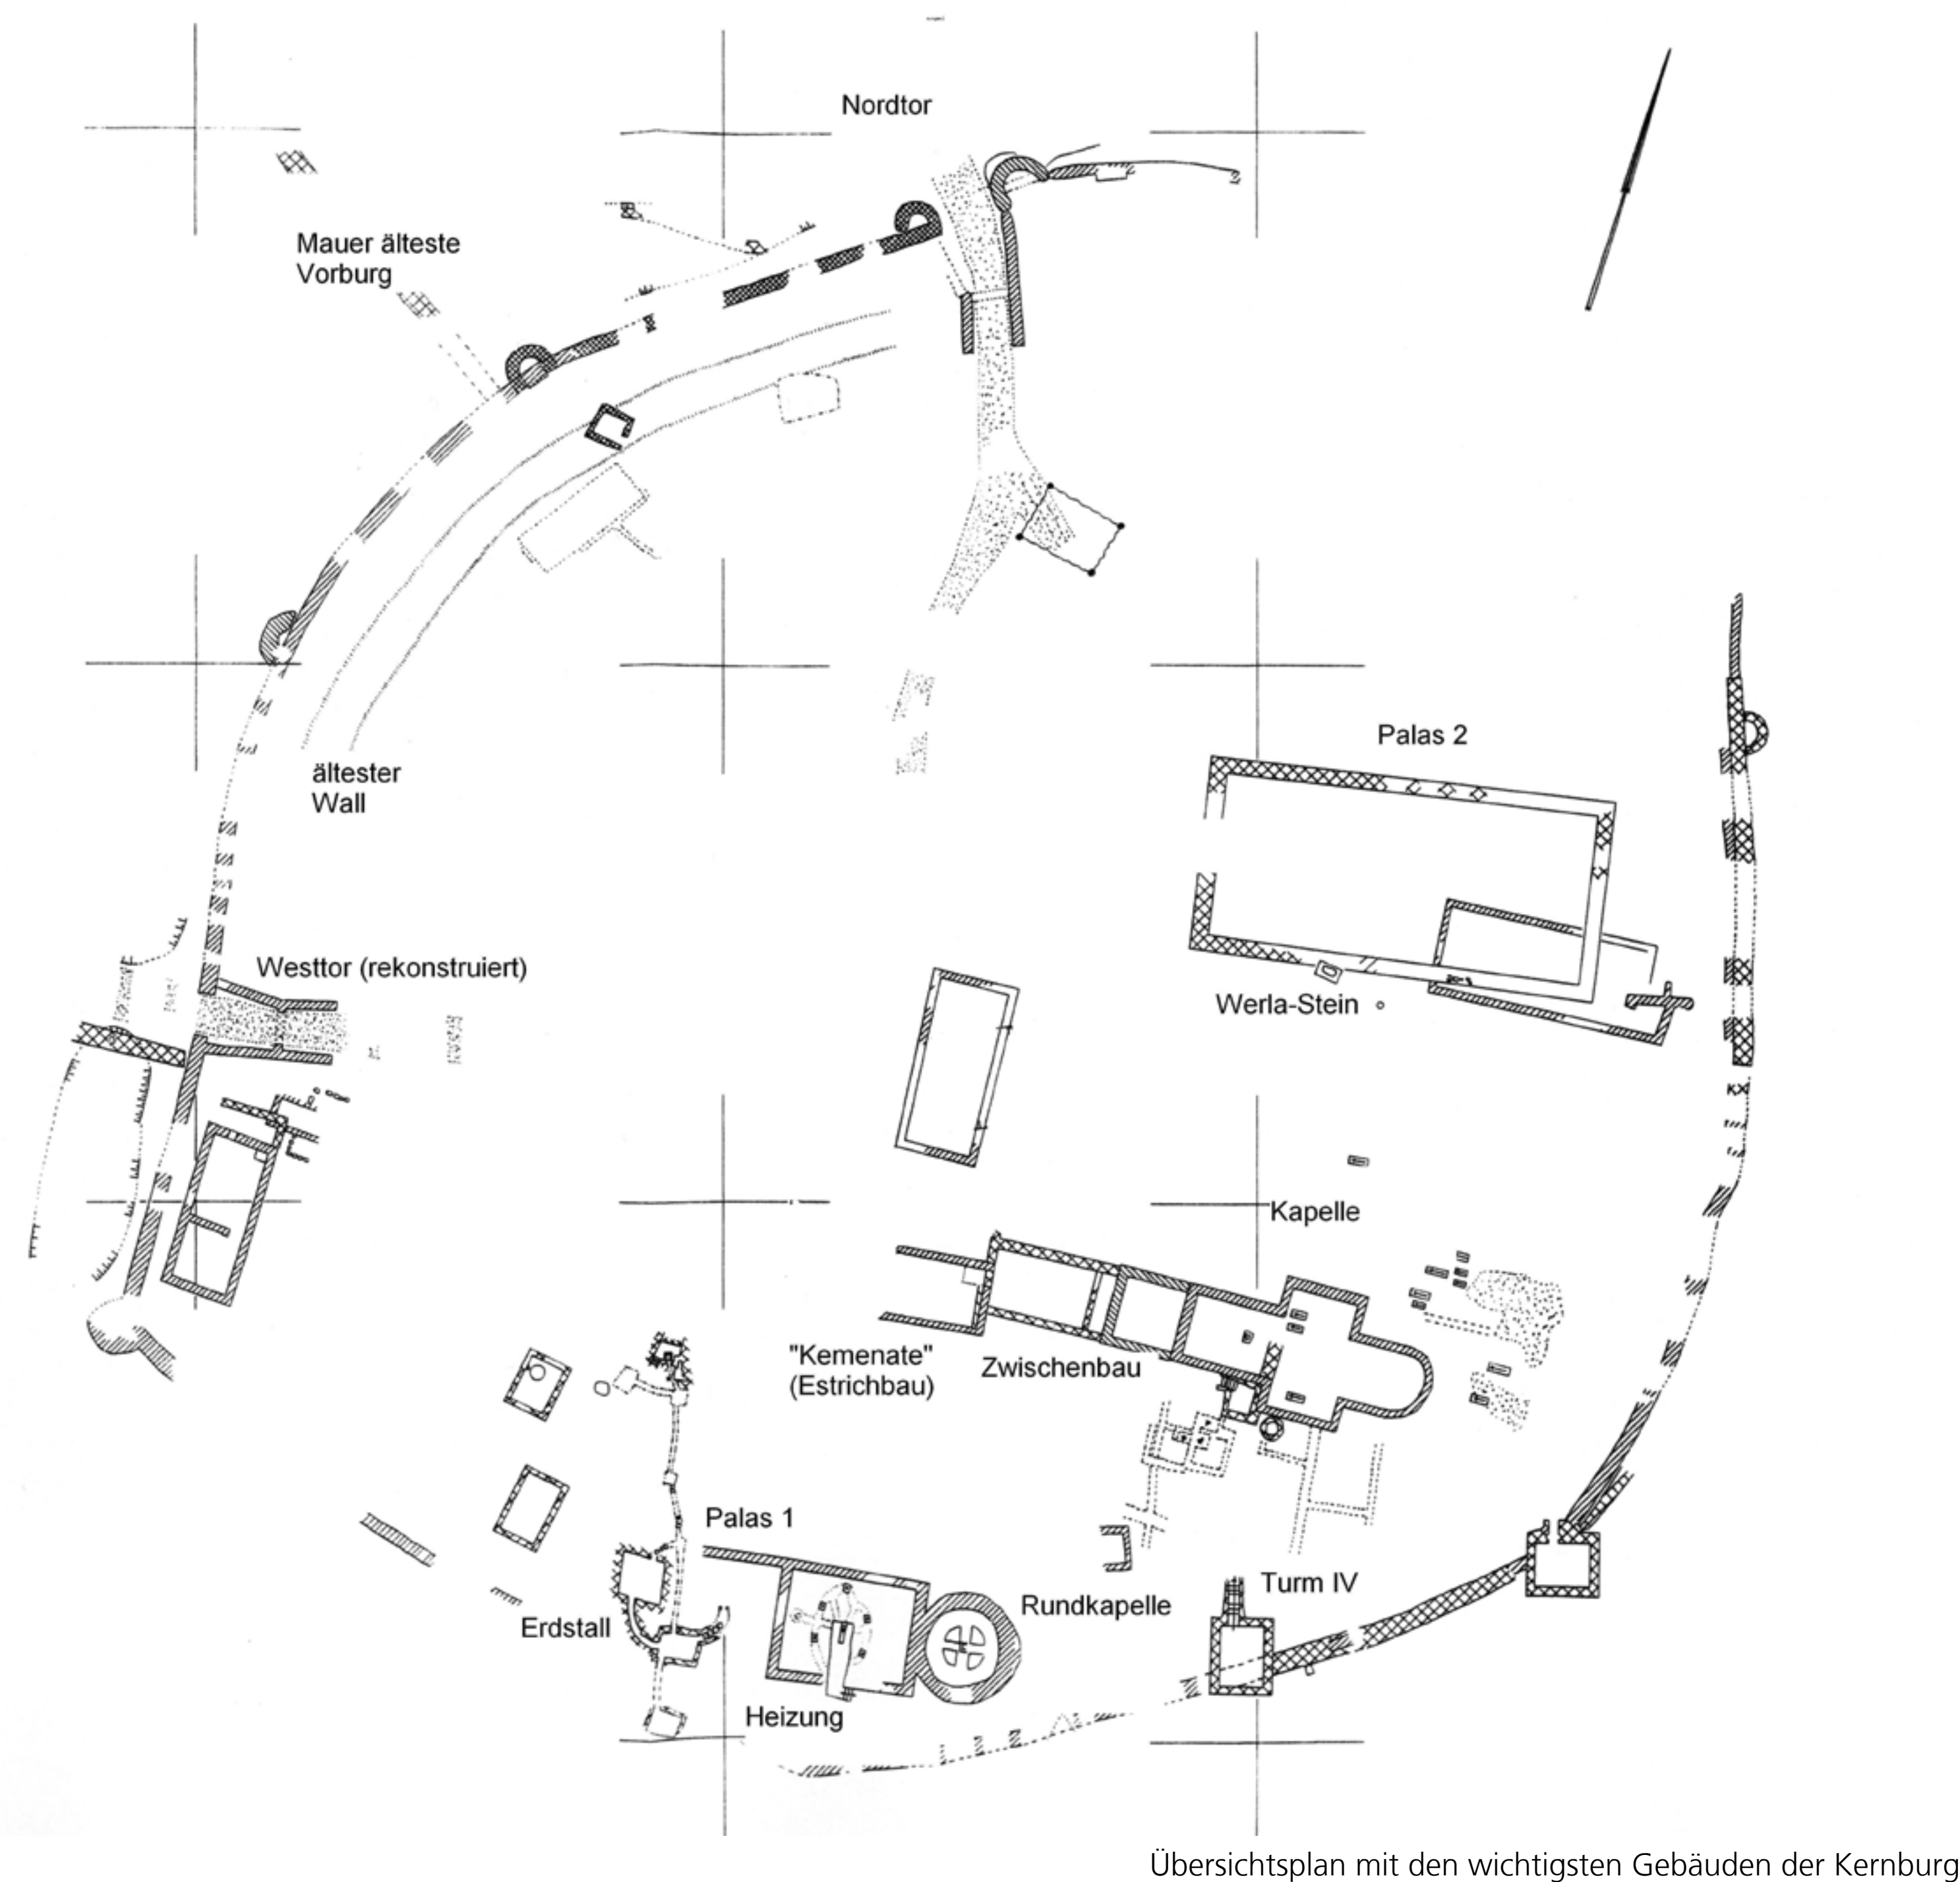 Nordtor
Mauer älteste
Vorburg
ältester
Wall
Palas 2
Westtor (rekonstruiert)
Werla-Stein
Kapelle
"Kemenate"
(Estrichbau)
Zwischenbau
Palas 1
Erdstall
Rundkapelle
Turm IV
Heizung
Übersichtsplan mit den wichtigsten Gebäuden der Kernburg